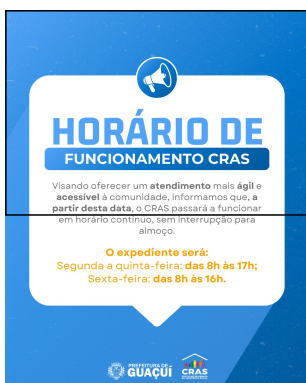 HORÁRIO DE
FUNCIONAMENTO CRAS
Visando oferecer um atendimento mais ágil e
acessível à comunidade, informamos que, a
partir desta data, o CRAS passará a funcionar
em horário contínuo, sem interrupção para
almoço.
O expediente será:
Segunda a quinta-feira: das 8h às 17h;
Sexta-feira: das 8h às 16h.
PREFEITURA DE
GUAÇUÍ
CRAS